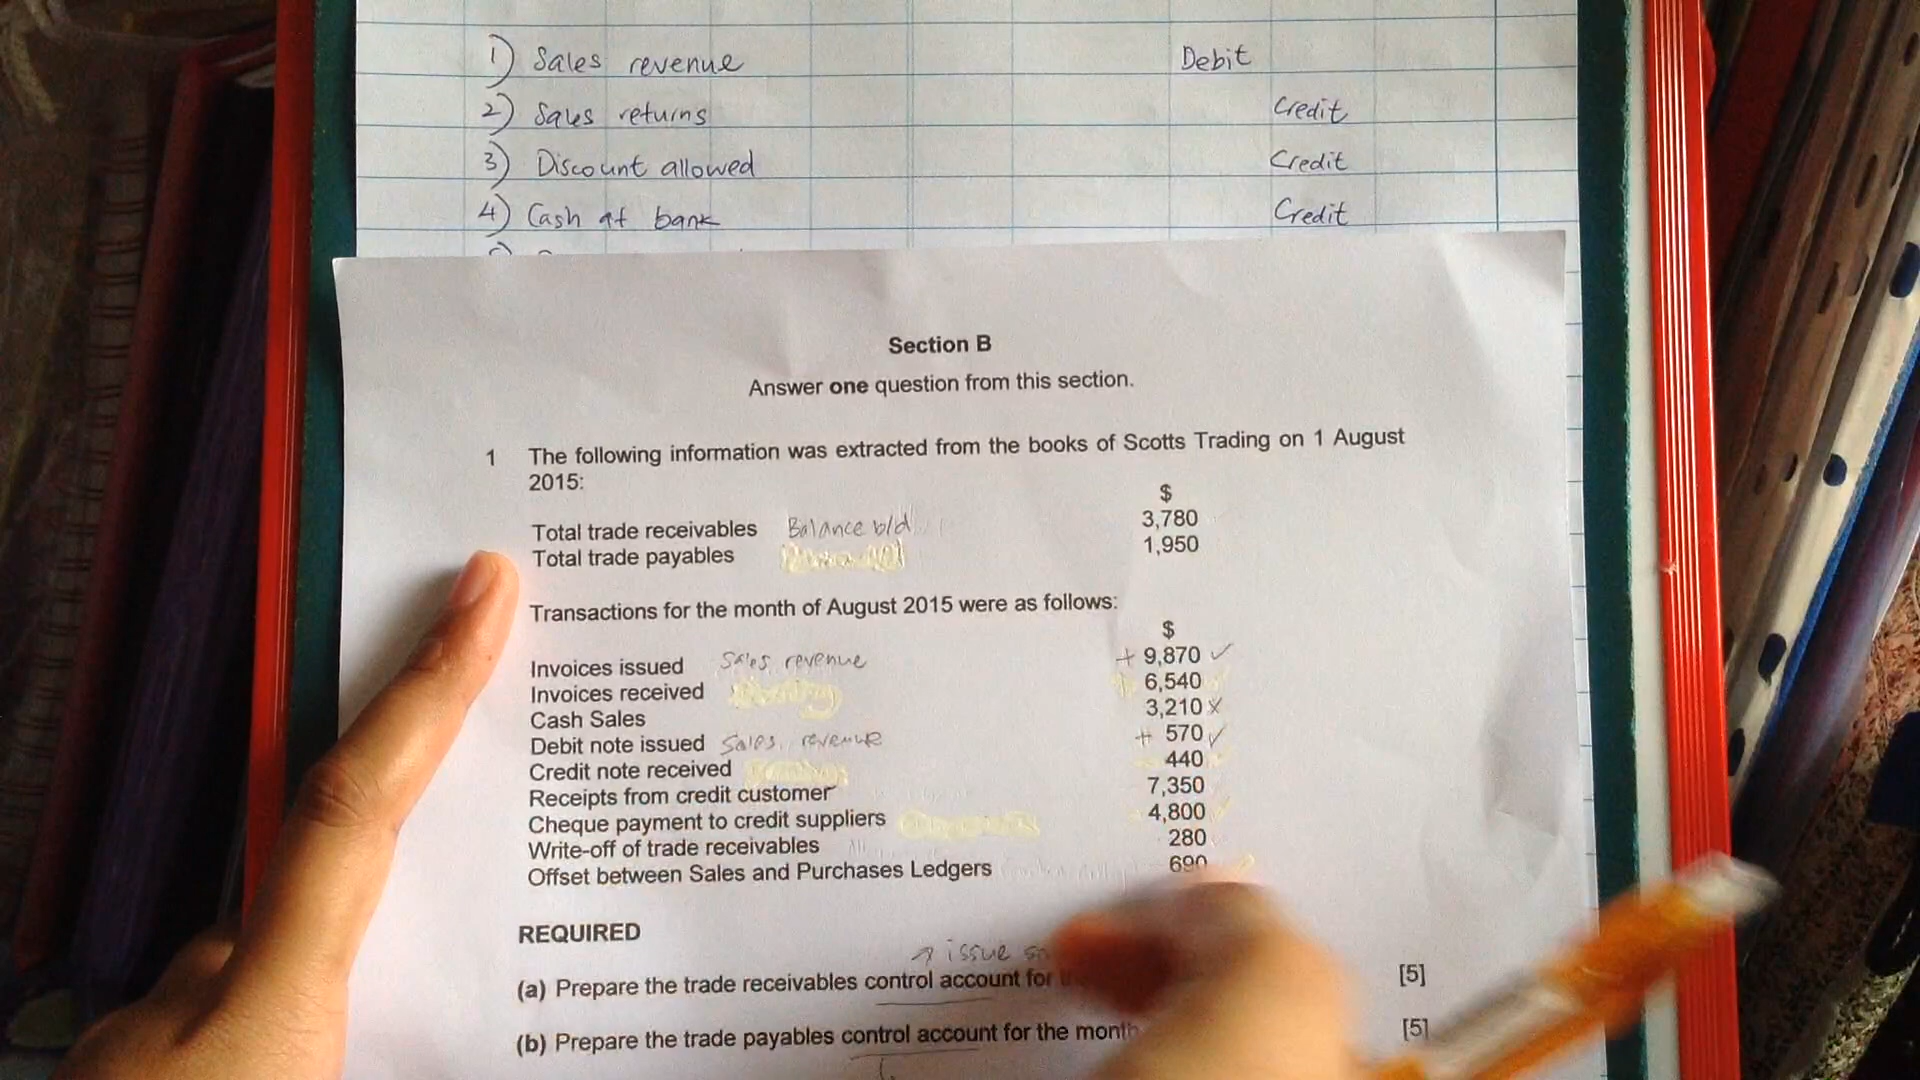 1) Sales revenue Debit
2) Sales returns Credit
3) Discount allowed Credit
4) Cash at bank Credit
Section B
Answer one question from this section.
1 The following information was extracted from the books of Scotts Trading on 1 August
2015:
$
Total trade receivables Balance b/d 3,780
Total trade payables 1,950
Transactions for the month of August 2015 were as follows:
$
Invoices issued Sales revenue + 9,870 ✓
Invoices received 6,540
Cash Sales 3,210 x
Debit note issued Sales revenue + 570 ✓
Credit note received 440
Receipts from credit customer 7,350
Cheque payment to credit suppliers 4,800
Write-off of trade receivables 280
Offset between Sales and Purchases Ledgers 690
REQUIRED
issue
(a) Prepare the trade receivables control account for [5]
(b) Prepare the trade payables control account for the month [5]